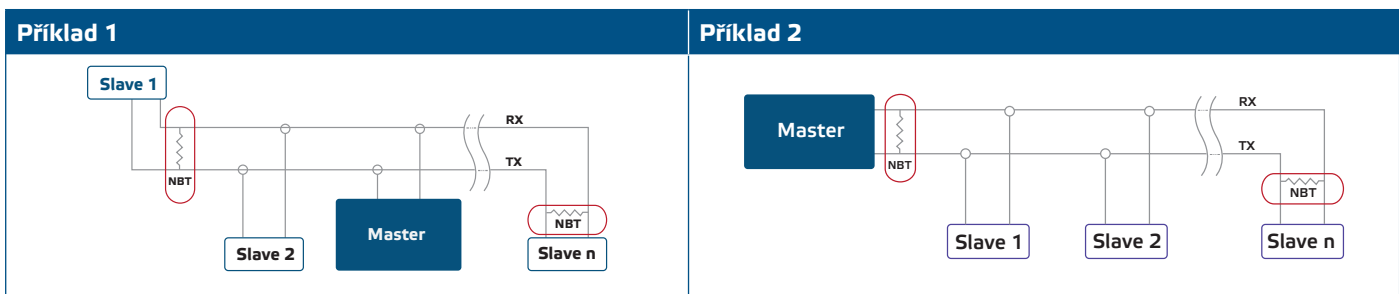 Příklad 1
Slave 1
RX
TX
NBT
NBT
Slave 2
Master
Slave n
Příklad 2
Master
RX
TX
NBT
NBT
Slave 1
Slave 2
Slave n